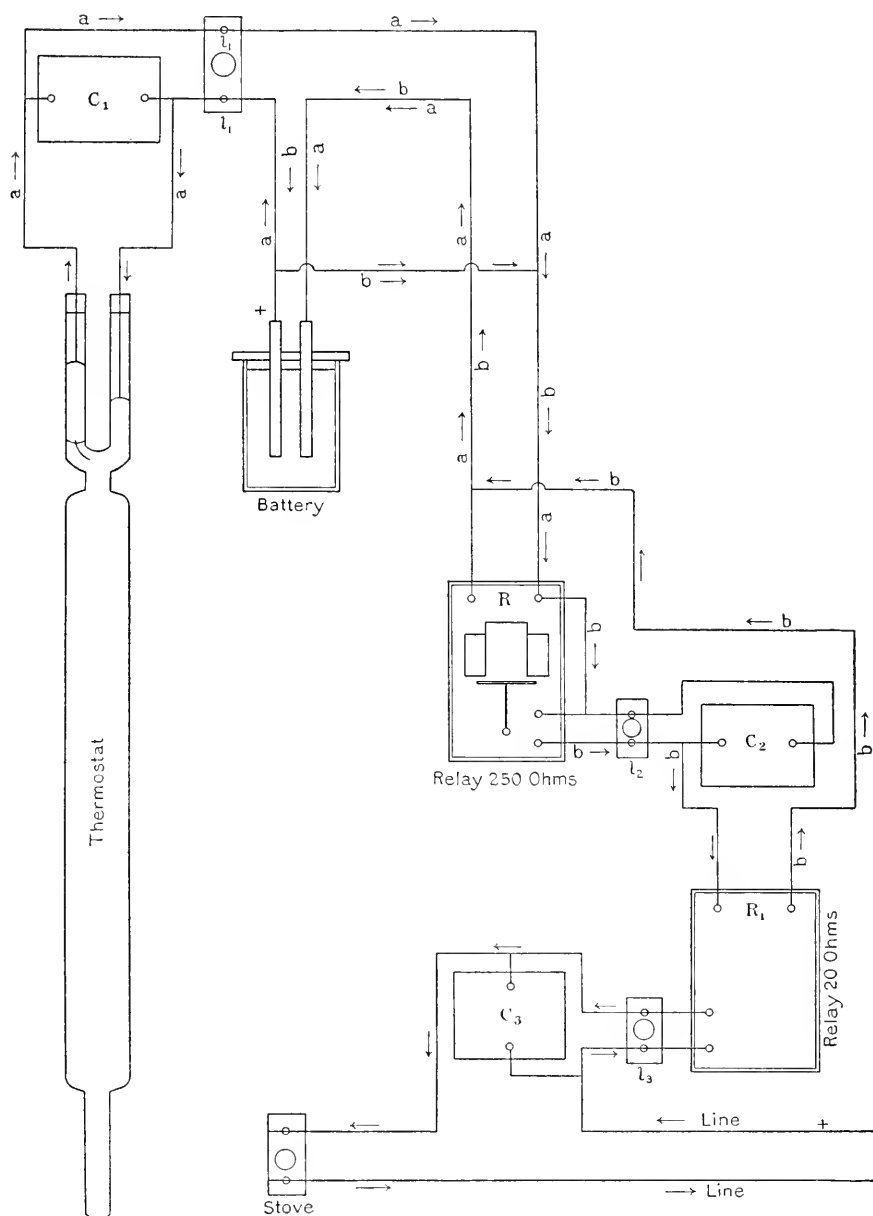 a → a →
l₁
C₁
l₁
← b
← a
a → a →
b a
a → a → a
b →
+
b →
b
a →
Battery
← b
a
R
b
← b
Thermostat
b →
l₂
C₂
b
b →
Relay 250 Ohms
b →
R₁
Relay 20 Ohms
C₃
l₃
← Line +
Stove
→ Line